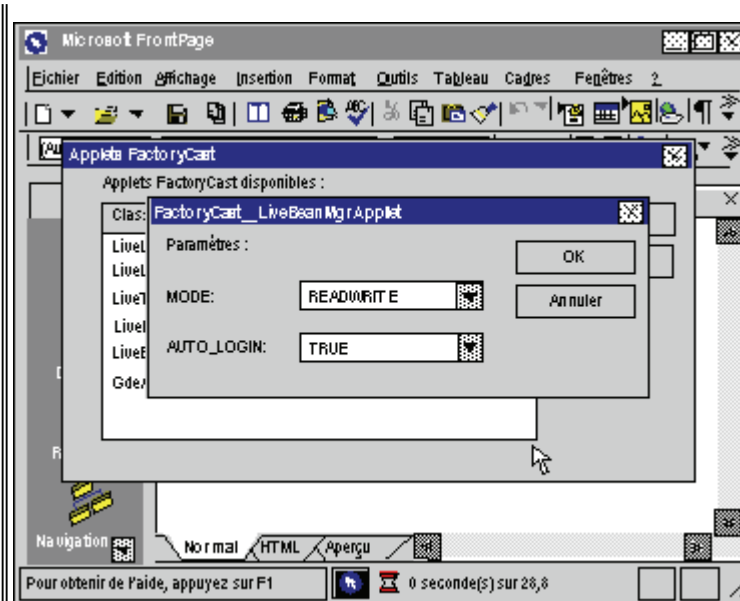 Microsoft FrontPage
Fichier Edition Affichage Insertion Format Outils Tableau Cadres Fenêtres ?
Applets FactoryCast
Applets FactoryCast disponibles :
FactoryCast__LiveBeanMgrApplet
Paramètres :
OK
MODE: READWRITE
Annuler
AUTO_LOGIN: TRUE
Navigation
Normal HTML Aperçu
Pour obtenir de l'aide, appuyez sur F1 0 seconde(s) sur 28,8